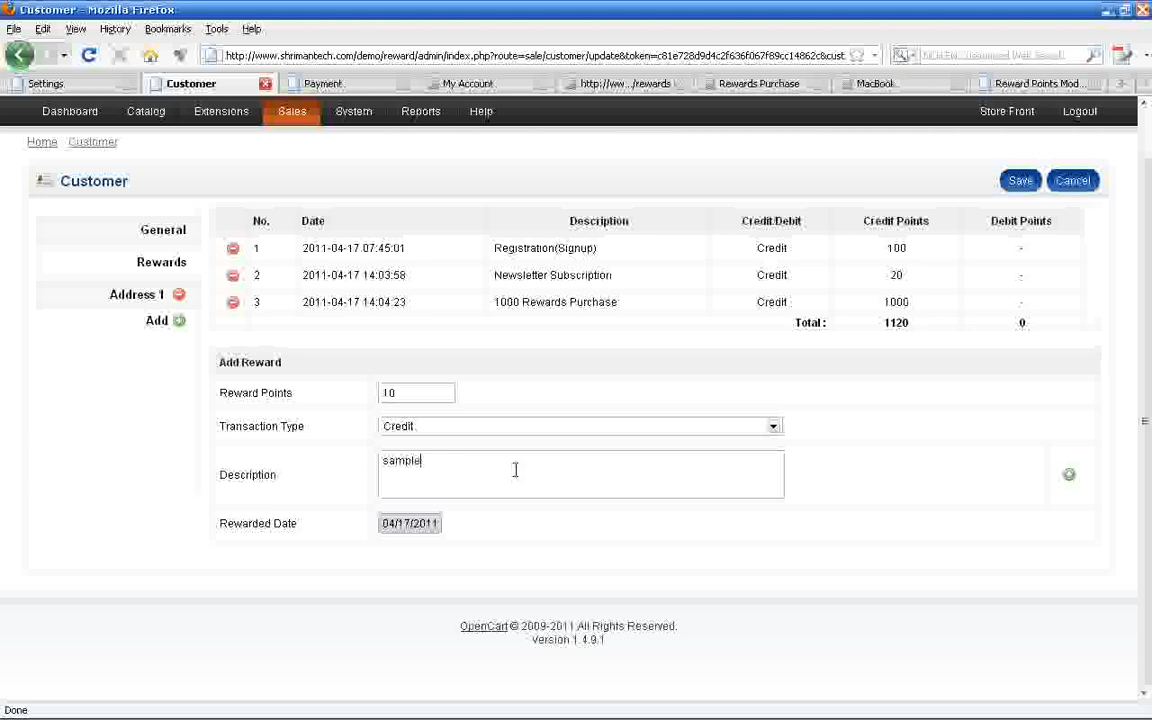 Customer - Mozilla Firefox
File Edit View History Bookmarks Tools Help
http://www.shrimantech.com/demo/reward/admin/index.php?route=sale/customer/update&token=c81e728d9d4c2f636f067f89cc14862c&cust
Settings Customer Payment My Account http://ww.../rewards Rewards Purchase MacBook Reward Points Mod...
Dashboard Catalog Extensions Sales System Reports Help Store Front Logout
Home Customer
Customer Save Cancel
General
Rewards
Address 1
Add
No. Date Description Credit/Debit Credit Points Debit Points
1 2011-04-17 07:45:01 Registration(Signup) Credit 100 -
2 2011-04-17 14:03:58 Newsletter Subscription Credit 20 -
3 2011-04-17 14:04:23 1000 Rewards Purchase Credit 1000 -
Total : 1120 0
Add Reward
Reward Points 10
Transaction Type Credit
Description sample
Rewarded Date 04/17/2011
OpenCart © 2009-2011 All Rights Reserved.
Version 1.4.9.1
Done